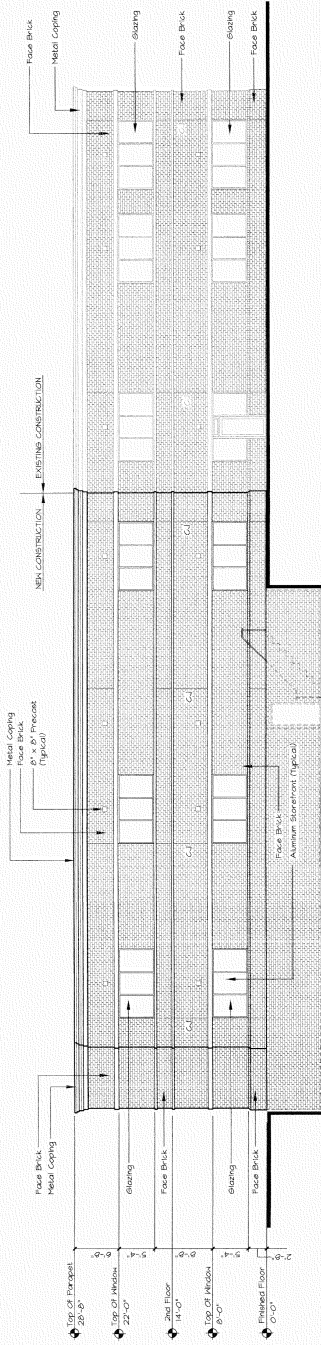 Top Of Parapet
28'-8"
Top Of Window
22'-0"
2nd Floor
14'-0"
Top Of Window
8'-0"
Finished Floor
0'-0"
6'-8"
5'-4"
8'-8"
5'-4"
2'-8"
Face Brick
Metal Coping
Glazing
Face Brick
Glazing
Face Brick
Metal Coping
Face Brick
8" x 8" Precast
(Typical)
CJ
CJ
CJ
CJ
Face Brick
Aluminum Storefront (Typical)
NEW CONSTRUCTION
EXISTING CONSTRUCTION
Face Brick
Metal Coping
Glazing
Face Brick
Glazing
Face Brick